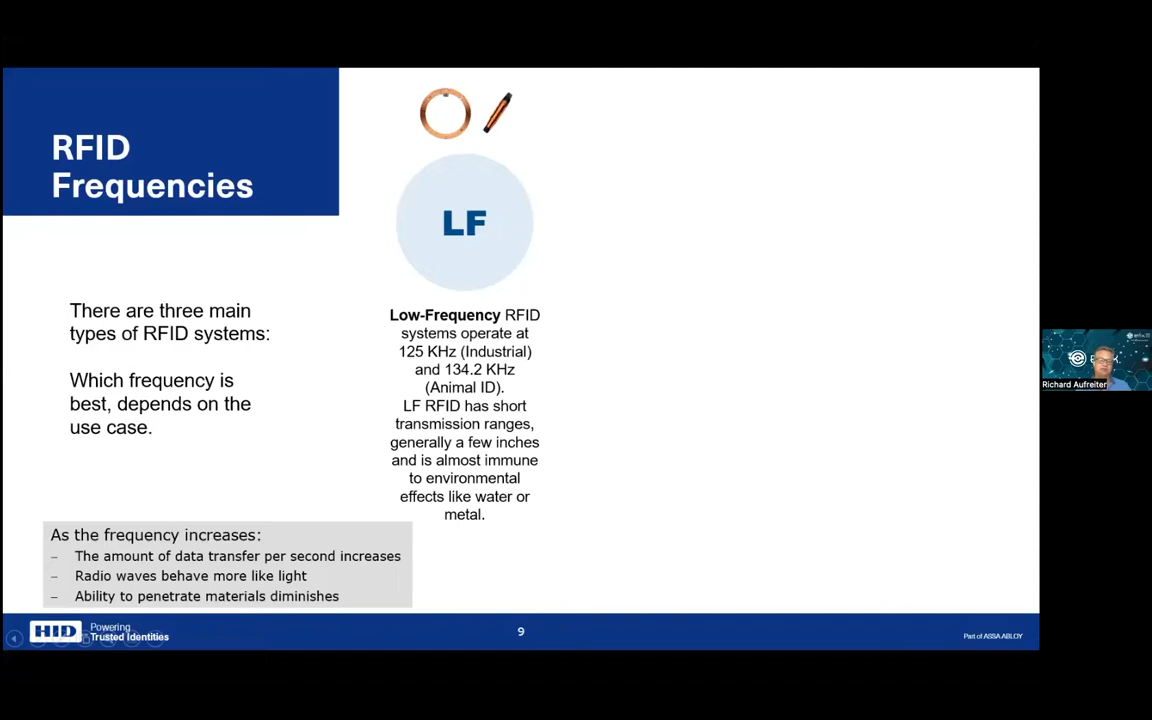 RFID
Frequencies
There are three main
types of RFID systems:
Which frequency is
best, depends on the
use case.
LF
Low-Frequency RFID
systems operate at
125 KHz (Industrial)
and 134.2 KHz
(Animal ID).
LF RFID has short
transmission ranges,
generally a few inches
and is almost immune
to environmental
effects like water or
metal.
As the frequency increases:
– The amount of data transfer per second increases
– Radio waves behave more like light
– Ability to penetrate materials diminishes
HID
Powering
Trusted Identities
9
Part of ASSA ABLOY
Richard Aufreiter